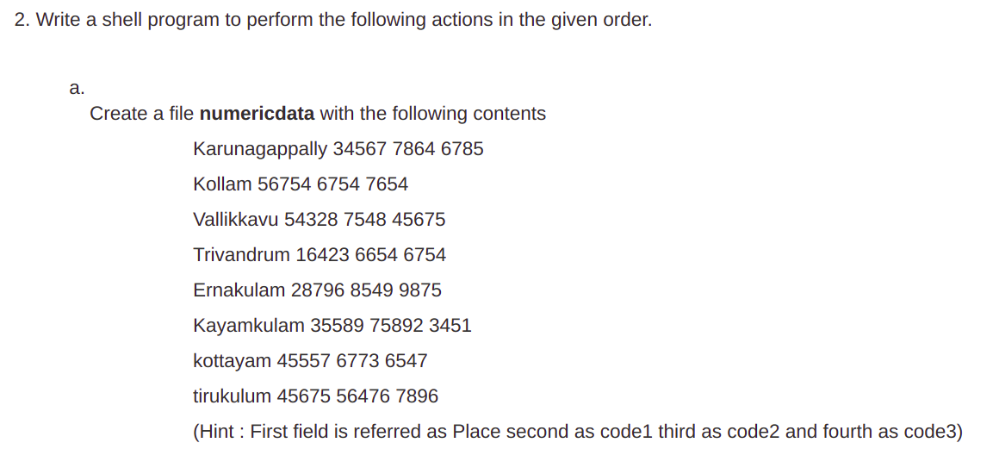 2. Write a shell program to perform the following actions in the given order.
a.
Create a file numericdata with the following contents
Karunagappally 34567 7864 6785
Kollam 56754 6754 7654
Vallikkavu 54328 7548 45675
Trivandrum 16423 6654 6754
Ernakulam 28796 8549 9875
Kayamkulam 35589 75892 3451
kottayam 45557 6773 6547
tirukulum 45675 56476 7896
(Hint : First field is referred as Place second as code1 third as code2 and fourth as code3)